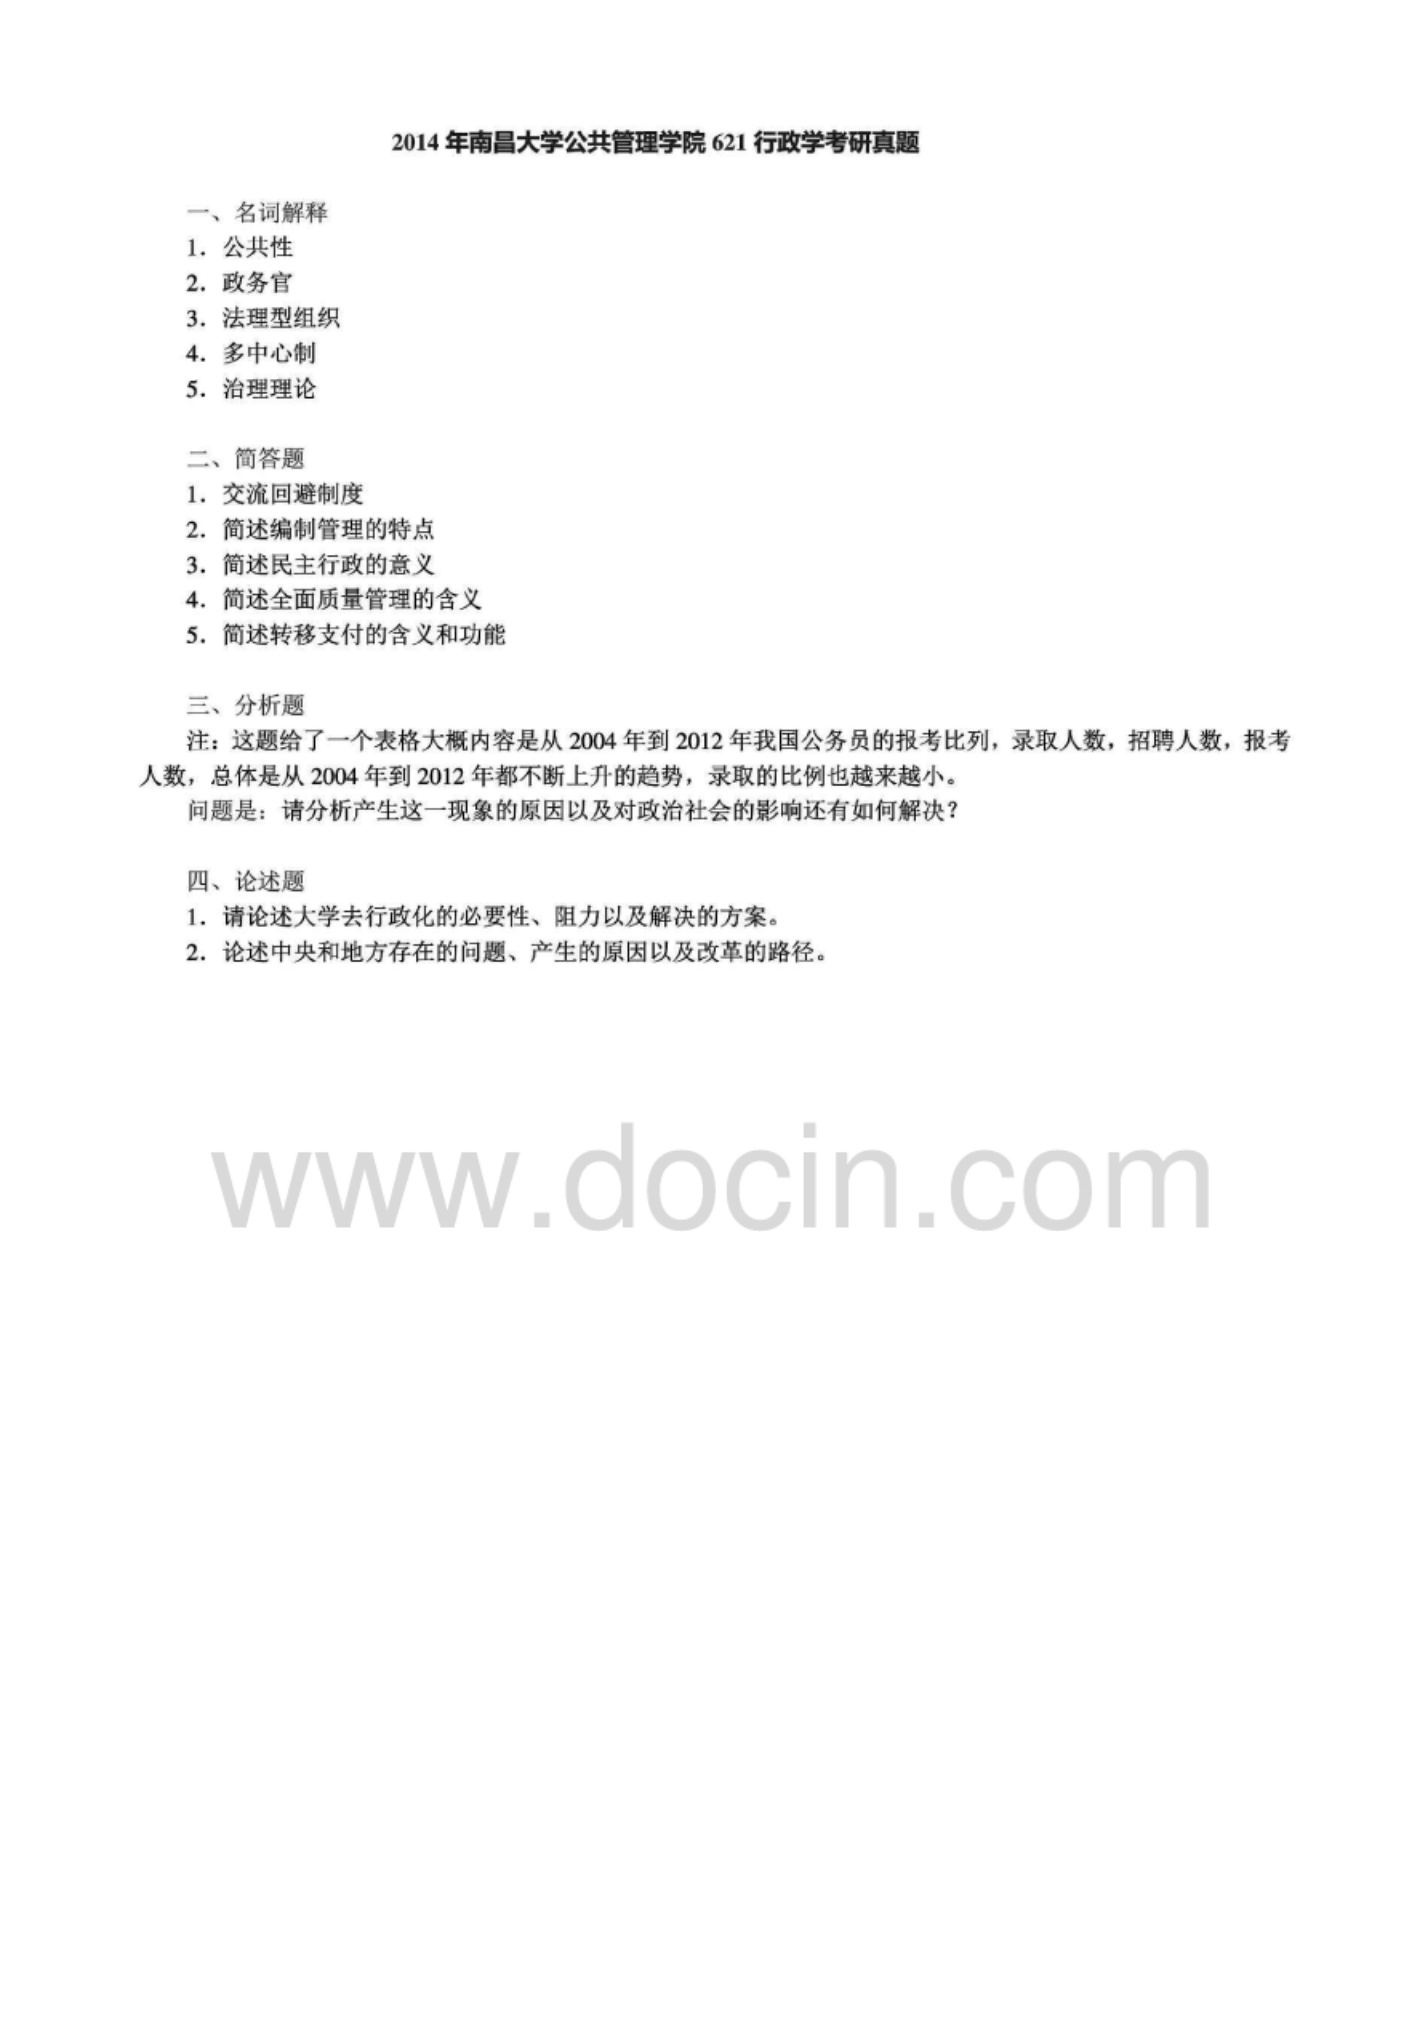 2014 年南昌大学公共管理学院 621 行政学考研真题
一、名词解释
1．公共性
2．政务官
3．法理型组织
4．多中心制
5．治理理论
二、简答题
1．交流回避制度
2．简述编制管理的特点
3．简述民主行政的意义
4．简述全面质量管理的含义
5．简述转移支付的含义和功能
三、分析题
注：这题给了一个表格大概内容是从 2004 年到 2012 年我国公务员的报考比列，录取人数，招聘人数，报考
人数，总体是从 2004 年到 2012 年都不断上升的趋势，录取的比例也越来越小。
问题是：请分析产生这一现象的原因以及对政治社会的影响还有如何解决？
四、论述题
1．请论述大学去行政化的必要性、阻力以及解决的方案。
2．论述中央和地方存在的问题、产生的原因以及改革的路径。
www.docin.com